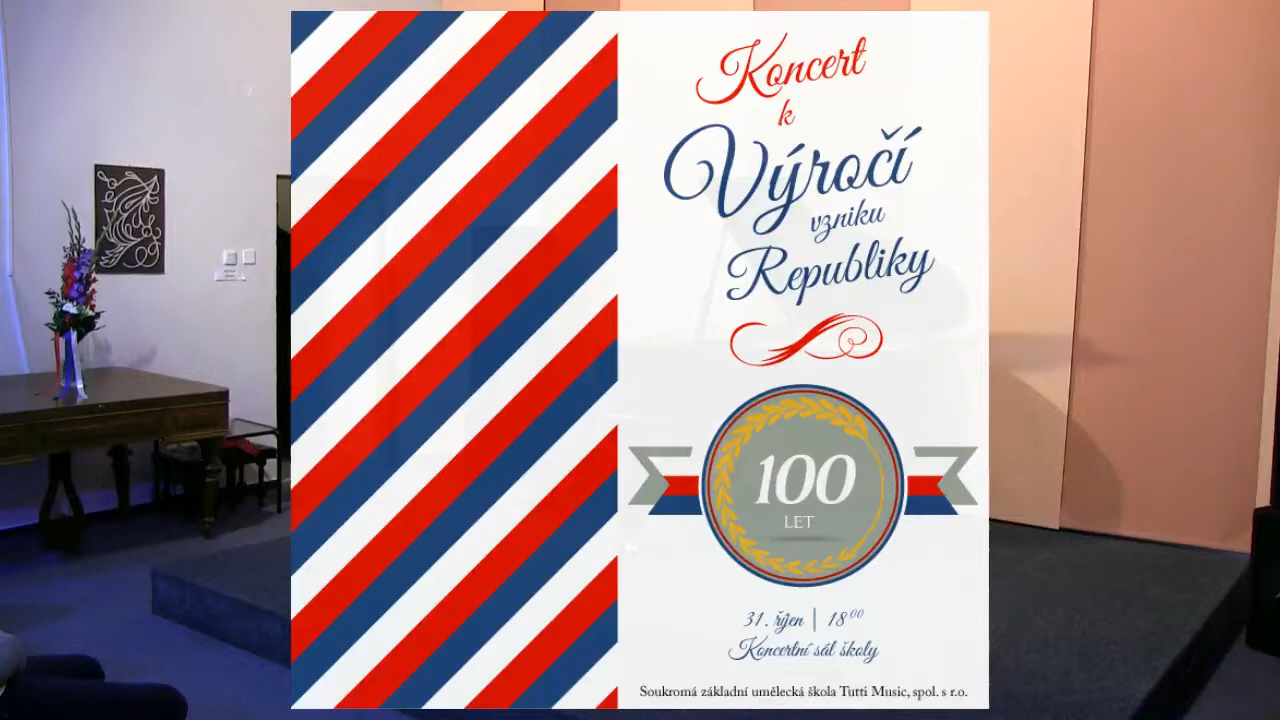 Koncert
k
Výročí
vzniku
Republiky
100
LET
31. říjen | 18⁰⁰
Koncertní sál školy
Soukromá základní umělecká škola Tutti Music, spol. s r.o.